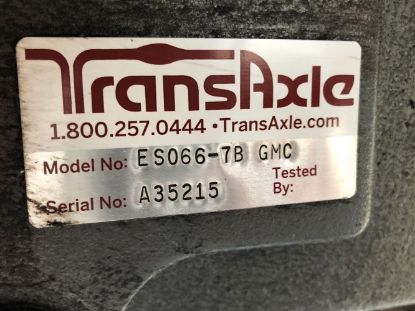 TransAxle
1.800.257.0444 • TransAxle.com
Model No: ES066-7B GMC
Serial No: A35215
Tested
By: